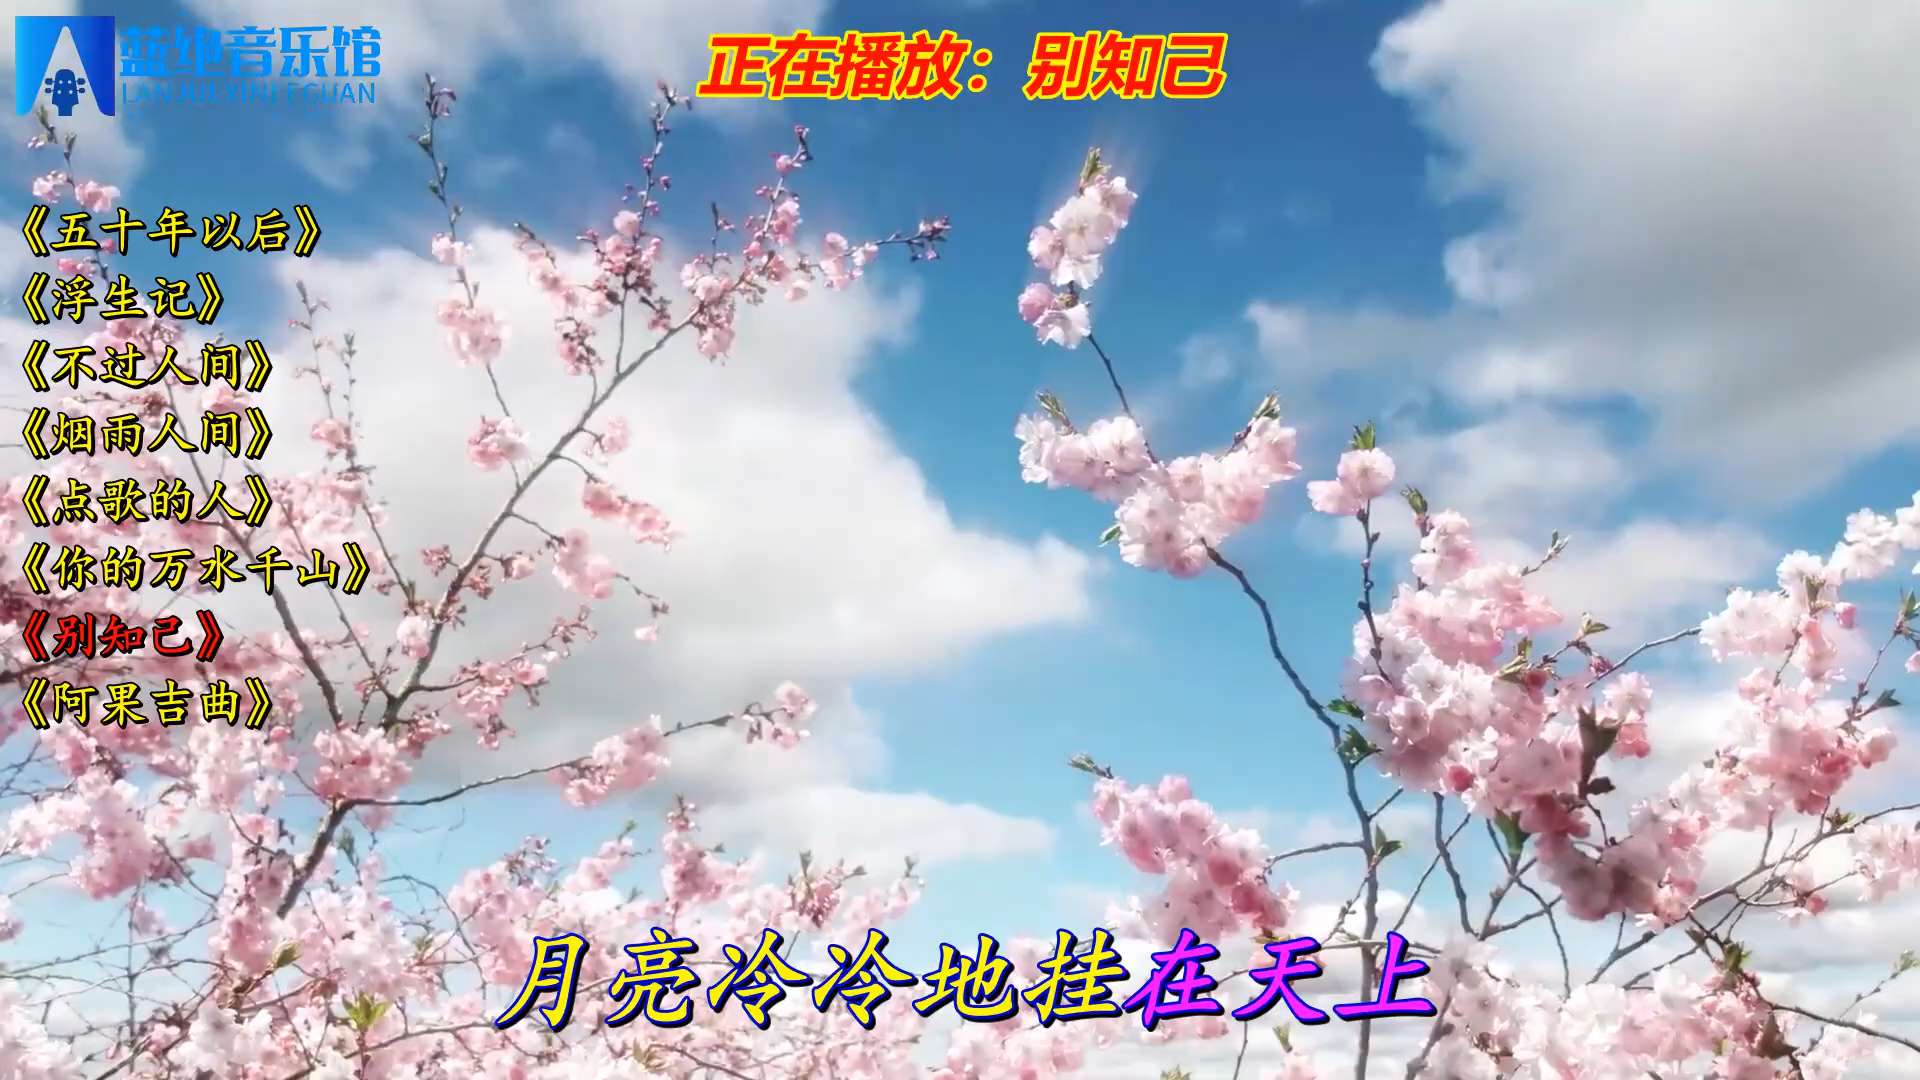 蓝绝音乐馆
LANJUEYINLEGUAN
正在播放：别知己
《五十年以后》
《浮生记》
《不过人间》
《烟雨人间》
《点歌的人》
《你的万水千山》
《别知己》
《阿果吉曲》
月亮冷冷地挂在天上